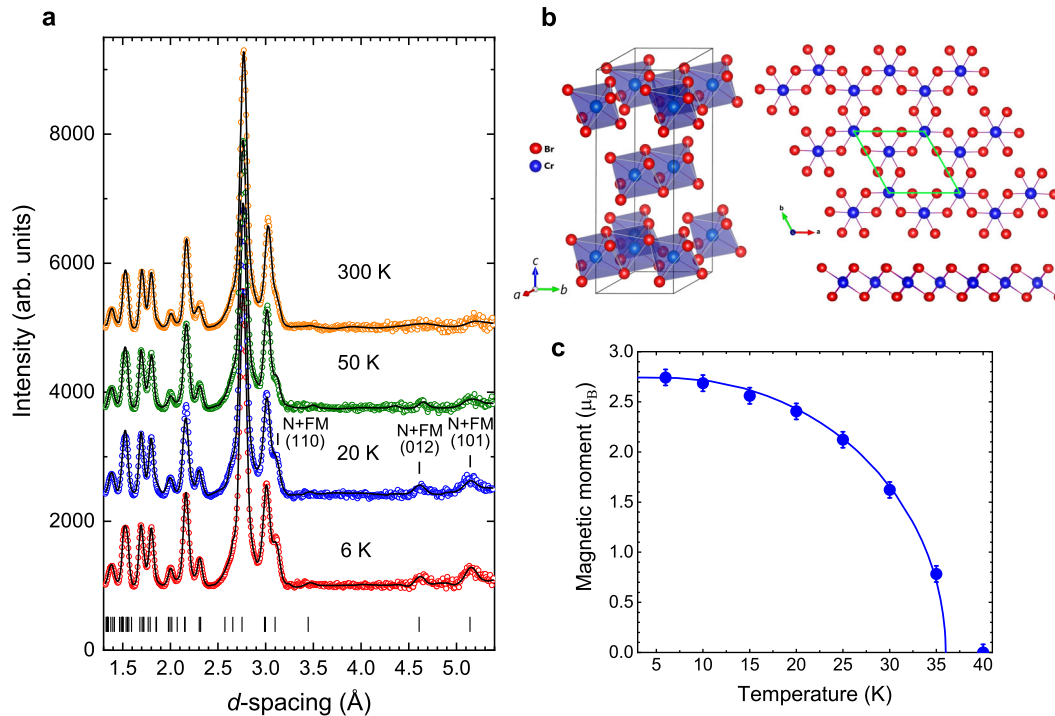 a
Intensity (arb. units)
8000
6000
4000
2000
0
300 K
50 K
20 K
6 K
N+FM
(110)
N+FM
(012)
N+FM
(101)
1.5
2.0
2.5
3.0
3.5
4.0
4.5
5.0
d-spacing (Å)
b
Br
Cr
c
a
b
b
a
c
Magnetic moment (μB)
3.0
2.5
2.0
1.5
1.0
0.5
0.0
5
10
15
20
25
30
35
40
Temperature (K)